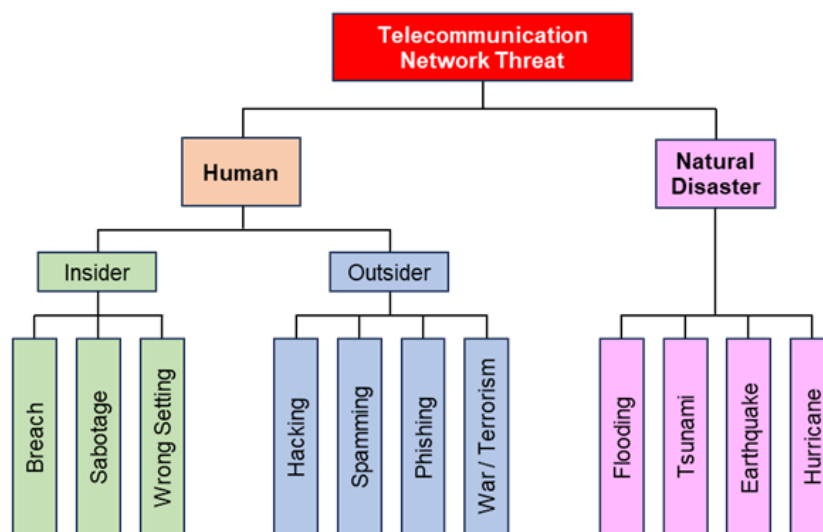 Telecommunication
Network Threat
Human
Natural
Disaster
Insider
Outsider
Breach
Sabotage
Wrong Setting
Hacking
Spamming
Phishing
War / Terrorism
Flooding
Tsunami
Earthquake
Hurricane